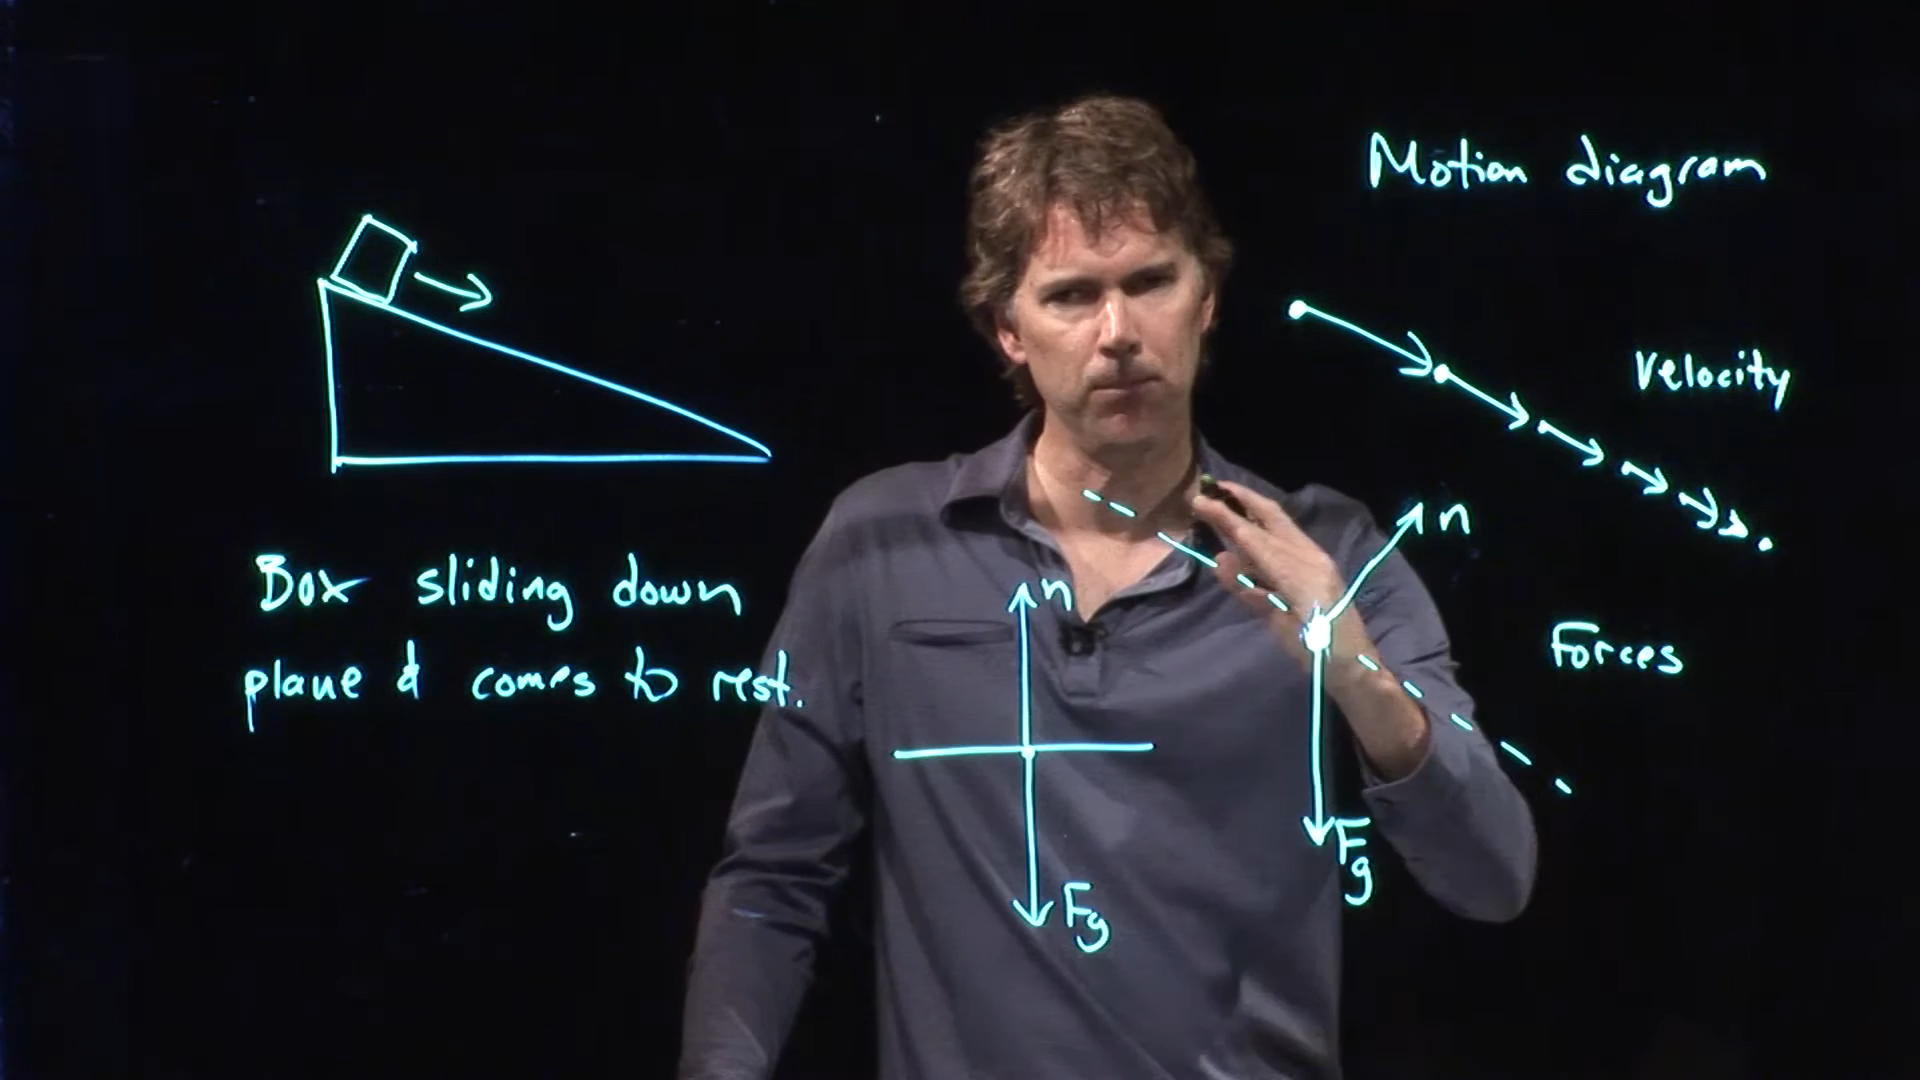 Motion diagram
Velocity
n
Box sliding down
plane & comes to rest.
n
Forces
Fg
Fg